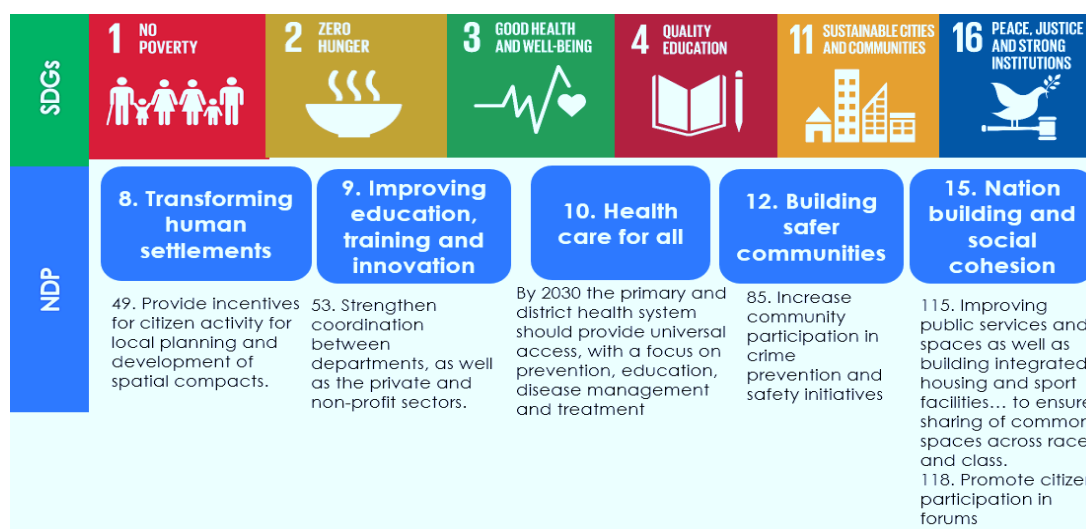 SDGs
1 NO
POVERTY
2 ZERO
HUNGER
3 GOOD HEALTH
AND WELL-BEING
4 QUALITY
EDUCATION
11 SUSTAINABLE CITIES
AND COMMUNITIES
16 PEACE, JUSTICE
AND STRONG
INSTITUTIONS
NDP
8. Transforming
human
settlements
49. Provide incentives
for citizen activity for
local planning and
development of
spatial compacts.
9. Improving
education,
training and
innovation
53. Strengthen
coordination
between
departments, as well
as the private and
non-profit sectors.
10. Health
care for all
By 2030 the primary and
district health system
should provide universal
access, with a focus on
prevention, education,
disease management
and treatment
12. Building
safer
communities
85. Increase
community
participation in
crime
prevention and
safety initiatives
15. Nation
building and
social
cohesion
115. Improving
public services and
spaces as well as
building integrated
housing and sport
facilities... to ensure
sharing of common
spaces across race
and class.
118. Promote citizen
participation in
forums